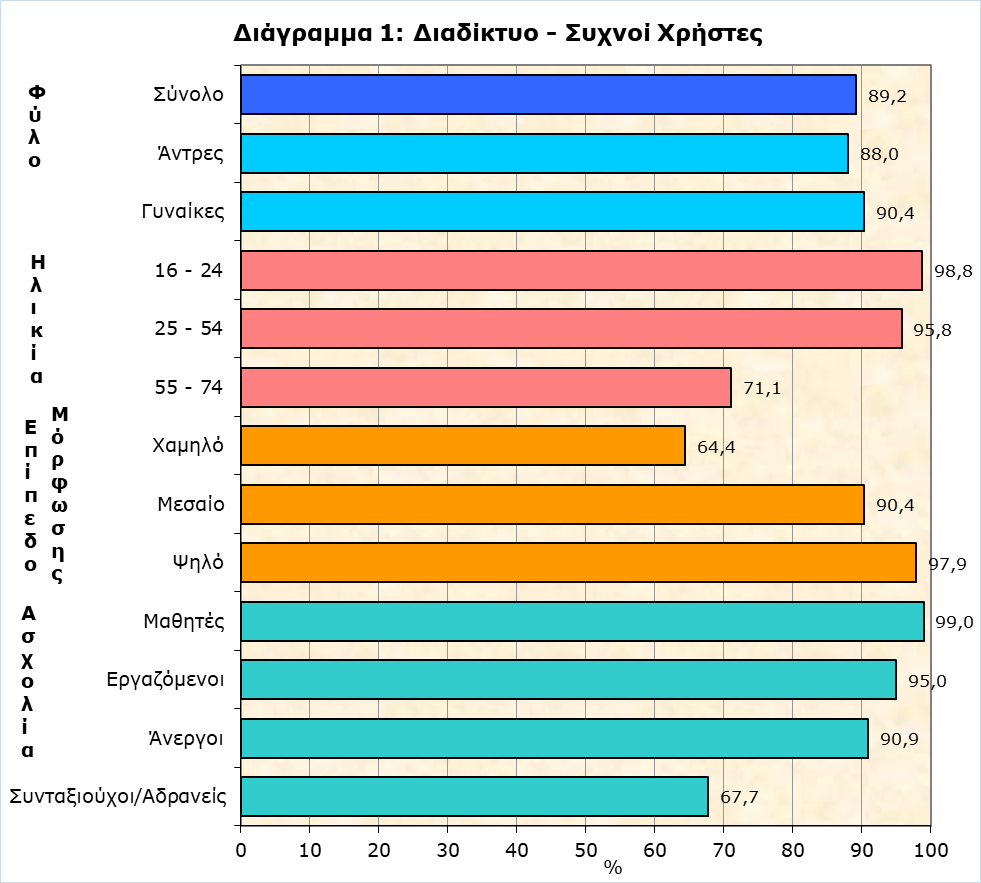 Διάγραμμα 1: Διαδίκτυο - Συχνοί Χρήστες
Φύλο
Σύνολο 89,2
Άντρες 88,0
Γυναίκες 90,4
Ηλικία
16 - 24 98,8
25 - 54 95,8
55 - 74 71,1
Επίπεδο Μόρφωσης
Χαμηλό 64,4
Μεσαίο 90,4
Ψηλό 97,9
Ασχολία
Μαθητές 99,0
Εργαζόμενοι 95,0
Άνεργοι 90,9
Συνταξιούχοι/Αδρανείς 67,7
0 10 20 30 40 50 60 70 80 90 100
%